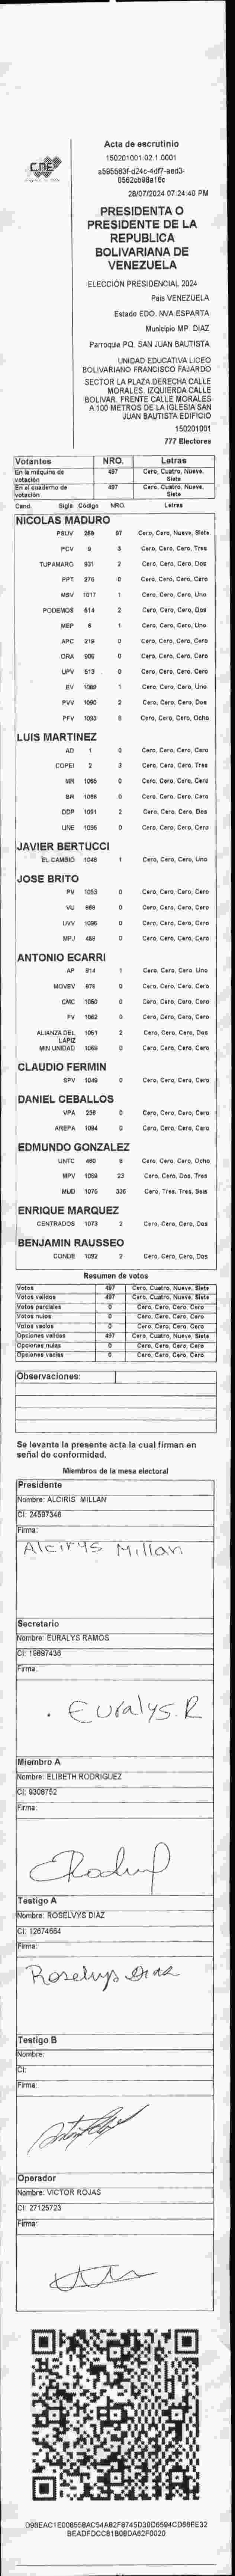 CNE
Acta de escrutinio
150201001.02.1.0001
28/07/2024 07:24:40 PM
PRESIDENTA O
PRESIDENTE DE LA
REPUBLICA
BOLIVARIANA DE
VENEZUELA
ELECCIÓN PRESIDENCIAL 2024
Pais VENEZUELA
Estado EDO. NVA.ESPARTA
Municipio MP. DIAZ
Parroquia PQ. SAN JUAN BAUTISTA
UNIDAD EDUCATIVA LICEO
BOLIVARIANO FRANCISCO FAJARDO
SECTOR LA PLAZA DERECHA CALLE
MORALES. IZQUIERDA CALLE
BOLIVAR. FRENTE CALLE MORALES
A 100 METROS DE LA IGLESIA SAN
JUAN BAUTISTA EDIFICIO
150201001
777 Electores
Votantes NRO. Letras
En la máquina de votación 497 Cero, Cuatro, Nueve, Siete
En el cuaderno de votación 497 Cero, Cuatro, Nueve, Siete
Cand. Sigla Código NRO. Letras
NICOLAS MADURO
PSUV 269 97 Cero, Cero, Nueve, Siete
PCV 9 3 Cero, Cero, Cero, Tres
TUPAMARO 931 2 Cero, Cero, Cero, Dos
PPT 276 0 Cero, Cero, Cero, Cero
MSV 1017 1 Cero, Cero, Cero, Uno
PODEMOS 514 2 Cero, Cero, Cero, Dos
MEP 6 1 Cero, Cero, Cero, Uno
APC 219 0 Cero, Cero, Cero, Cero
ORA 906 0 Cero, Cero, Cero, Cero
UPV 513 0 Cero, Cero, Cero, Cero
EV 1089 1 Cero, Cero, Cero, Uno
PVV 1090 2 Cero, Cero, Cero, Dos
PFV 1093 8 Cero, Cero, Cero, Ocho
LUIS MARTINEZ
AD 1 0 Cero, Cero, Cero, Cero
COPEI 2 3 Cero, Cero, Cero, Tres
MR 1055 0 Cero, Cero, Cero, Cero
BR 1066 0 Cero, Cero, Cero, Cero
DDP 1051 2 Cero, Cero, Cero, Dos
UNE 1056 0 Cero, Cero, Cero, Cero
JAVIER BERTUCCI
EL CAMBIO 1048 1 Cero, Cero, Cero, Uno
JOSE BRITO
PV 1053 0 Cero, Cero, Cero, Cero
VU 868 0 Cero, Cero, Cero, Cero
UVV 1096 0 Cero, Cero, Cero, Cero
MPJ 458 0 Cero, Cero, Cero, Cero
ANTONIO ECARRI
AP 914 1 Cero, Cero, Cero, Uno
MOVEV 870 0 Cero, Cero, Cero, Cero
CMC 1060 0 Cero, Cero, Cero, Cero
FV 1062 0 Cero, Cero, Cero, Cero
ALIANZA DEL LAPIZ 1061 2 Cero, Cero, Cero, Dos
MIN UNIDAD 1069 0 Cero, Cero, Cero, Cero
CLAUDIO FERMIN
SPV 1049 0 Cero, Cero, Cero, Cero
DANIEL CEBALLOS
VPA 238 0 Cero, Cero, Cero, Cero
AREPA 1094 0 Cero, Cero, Cero, Cero
EDMUNDO GONZALEZ
UNTC 460 8 Cero, Cero, Cero, Ocho
MPV 1059 23 Cero, Cero, Dos, Tres
MUD 1076 336 Cero, Tres, Tres, Seis
ENRIQUE MARQUEZ
CENTRADOS 1073 2 Cero, Cero, Cero, Dos
BENJAMIN RAUSSEO
CONDE 1092 2 Cero, Cero, Cero, Dos
Resumen de votos
Votos 497 Cero, Cuatro, Nueve, Siete
Votos validos 497 Cero, Cuatro, Nueve, Siete
Votos parciales 0 Cero, Cero, Cero, Cero
Votos nulos 0 Cero, Cero, Cero, Cero
Votos vacios 0 Cero, Cero, Cero, Cero
Opciones validas 497 Cero, Cuatro, Nueve, Siete
Opciones nulas 0 Cero, Cero, Cero, Cero
Opciones vacias 0 Cero, Cero, Cero, Cero
Observaciones:
Se levanta la presente acta la cual firman en
señal de conformidad.
Miembros de la mesa electoral
Presidente
Nombre: ALCIRIS MILLAN
CI: 24597346
Firma:
Alcirys Millan
Secretario
Nombre: EURALYS RAMOS
CI: 19897436
Firma:
Euralys.R
Miembro A
Nombre: ELIBETH RODRIGUEZ
CI: 9308752
Firma:
Testigo A
Nombre: ROSELVYS DIAZ
CI: 12674664
Firma:
Roselvys Diaz
Testigo B
Nombre:
CI:
Firma:
Operador
Nombre: VICTOR ROJAS
CI: 27125723
Firma: